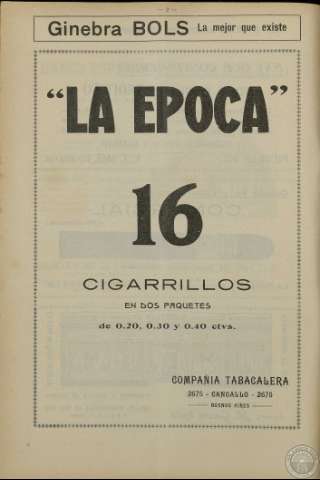 Ginebra BOLS La mejor que existe
"LA EPOCA"
16
CIGARRILLOS
EN DOS PAQUETES
de 0.20, 0.30 y 0.40 ctvs.
COMPAÑIA TABACALERA
2675 - CANGALLO - 2675
BUENOS AIRES